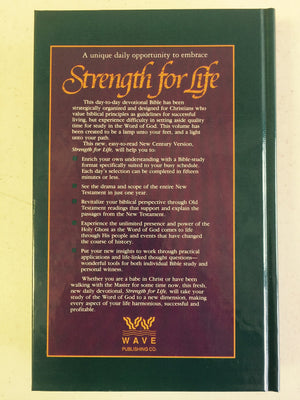 A unique daily opportunity to embrace
Strength for Life
This day-to-day devotional Bible has been
strategically organized and designed for Christians who
value biblical principles as guidelines for successful
living, but experience difficulty in setting aside quality
time for study in the Word of God. This volume has
been created to be a lamp unto their feet, and a light
unto your path.
This new, easy-to-read New Century Version,
Strength for Life, will help you to:
Enrich your own understanding with a Bible-study
format specifically suited to your busy schedule.
Each day's selection can be completed in fifteen
minutes or less.
See the drama and scope of the entire New
Testament in just one year.
Revitalize your biblical perspective through Old
Testament readings that support and explain the
passages from the New Testament.
Experience the unlimited presence and power of the
Holy Ghost as the Word of God comes to life
through His people and events that have changed
the course of history.
Put your new insights to work through practical
applications and life-linked thought questions—
wonderful tools for both individual Bible study and
personal witness.
Whether you are a babe in Christ or have been
walking with the Master for some time now, this fresh,
new daily devotional, Strength for Life, will take your
study of the Word of God to a new dimension, making
every aspect of your life harmonious, successful and
profitable.
WAVE
PUBLISHING CO.